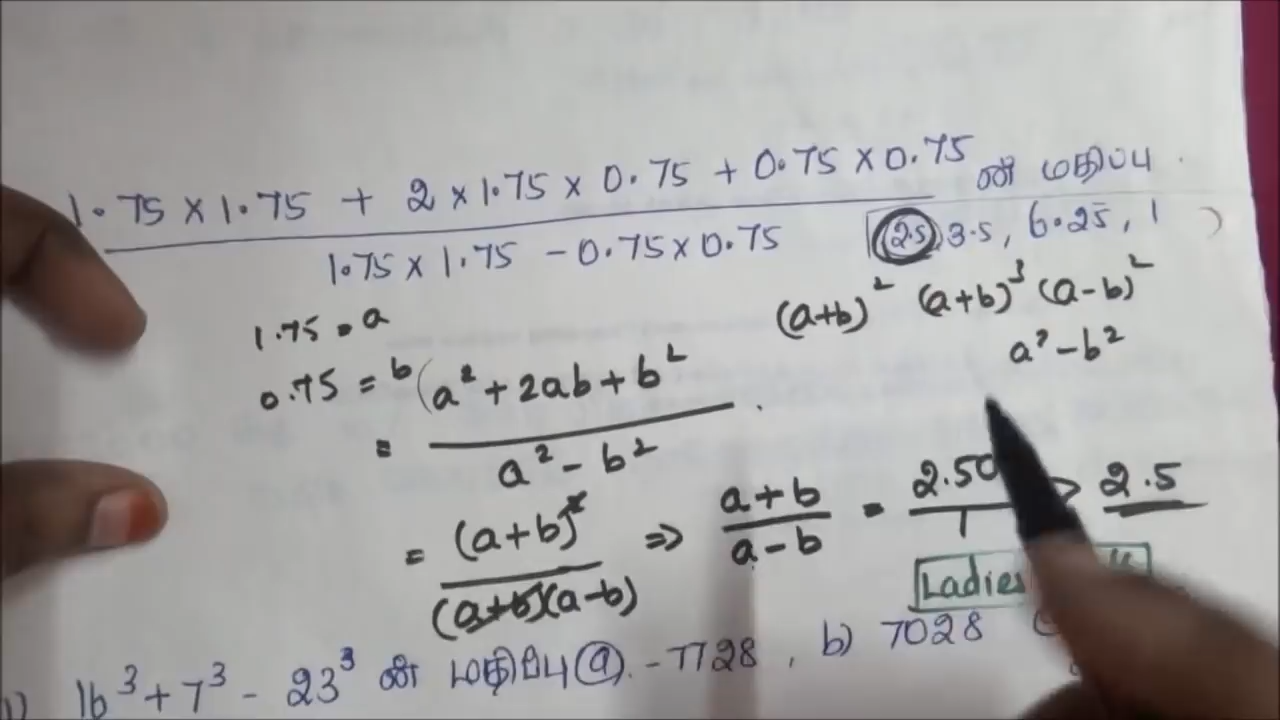 1.75 × 1.75 + 2 × 1.75 × 0.75 + 0.75 × 0.75 ன் மதிப்பு.
1.75 × 1.75 - 0.75 × 0.75
2.5, 3.5, 6.25, 1
(a+b)² (a+b)³ (a-b)²
a²-b²
1.75 = a
0.75 = b
(a² + 2ab + b²
=
a² - b²
= (a+b)²
(a+b)(a-b)
⇒ a+b
a-b
= 2.50
1
2.5
Ladies
16³ + 7³ - 23³ ன் மதிப்பு a) -7728, b) 7028